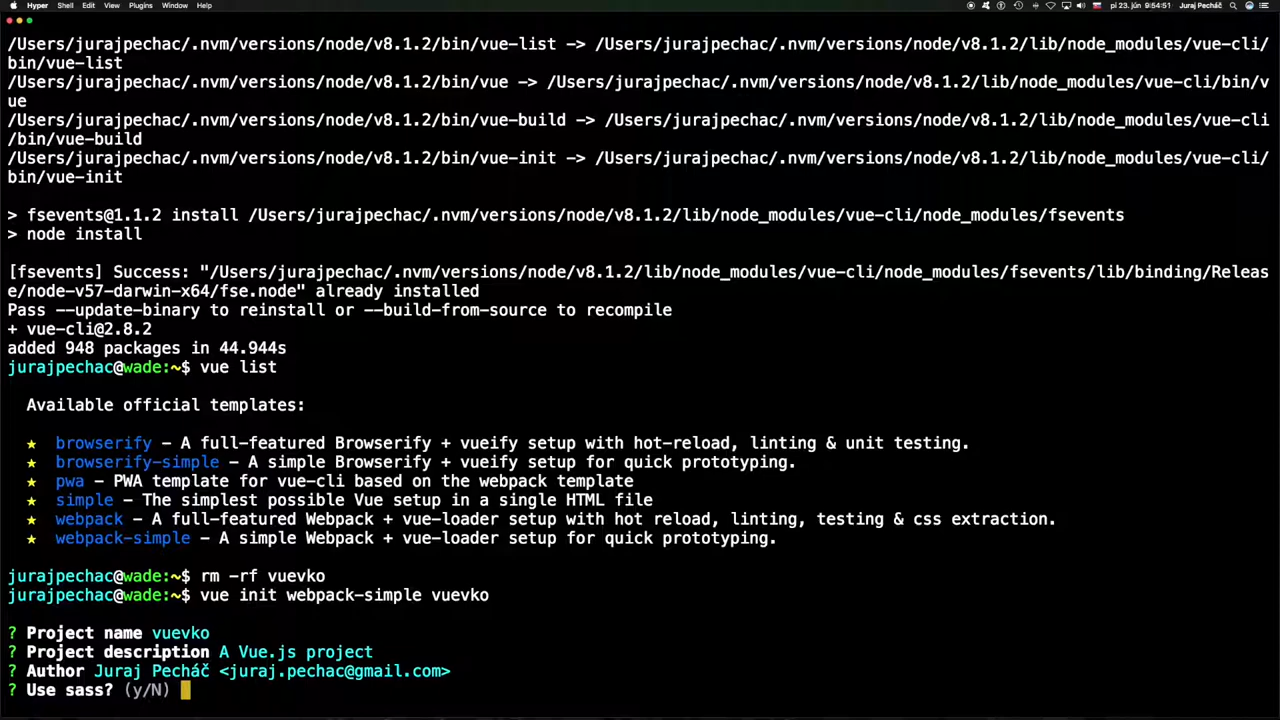 Hyper Shell Edit View Plugins Window Help pi 23. jún 9:54:51 Juraj Pecháč
/Users/jurajpechac/.nvm/versions/node/v8.1.2/bin/vue-list -> /Users/jurajpechac/.nvm/versions/node/v8.1.2/lib/node_modules/vue-cli/
bin/vue-list
/Users/jurajpechac/.nvm/versions/node/v8.1.2/bin/vue -> /Users/jurajpechac/.nvm/versions/node/v8.1.2/lib/node_modules/vue-cli/bin/v
ue
/Users/jurajpechac/.nvm/versions/node/v8.1.2/bin/vue-build -> /Users/jurajpechac/.nvm/versions/node/v8.1.2/lib/node_modules/vue-cli
/bin/vue-build
/Users/jurajpechac/.nvm/versions/node/v8.1.2/bin/vue-init -> /Users/jurajpechac/.nvm/versions/node/v8.1.2/lib/node_modules/vue-cli/
bin/vue-init
> fsevents@1.1.2 install /Users/jurajpechac/.nvm/versions/node/v8.1.2/lib/node_modules/vue-cli/node_modules/fsevents
> node install
[fsevents] Success: "/Users/jurajpechac/.nvm/versions/node/v8.1.2/lib/node_modules/vue-cli/node_modules/fsevents/lib/binding/Releas
e/node-v57-darwin-x64/fse.node" already installed
Pass --update-binary to reinstall or --build-from-source to recompile
+ vue-cli@2.8.2
added 948 packages in 44.944s
jurajpechac@wade:~$ vue list
Available official templates:
★ browserify - A full-featured Browserify + vueify setup with hot-reload, linting & unit testing.
★ browserify-simple - A simple Browserify + vueify setup for quick prototyping.
★ pwa - PWA template for vue-cli based on the webpack template
★ simple - The simplest possible Vue setup in a single HTML file
★ webpack - A full-featured Webpack + vue-loader setup with hot reload, linting, testing & css extraction.
★ webpack-simple - A simple Webpack + vue-loader setup for quick prototyping.
jurajpechac@wade:~$ rm -rf vuevko
jurajpechac@wade:~$ vue init webpack-simple vuevko
? Project name vuevko
? Project description A Vue.js project
? Author Juraj Pecháč <juraj.pechac@gmail.com>
? Use sass? (y/N)